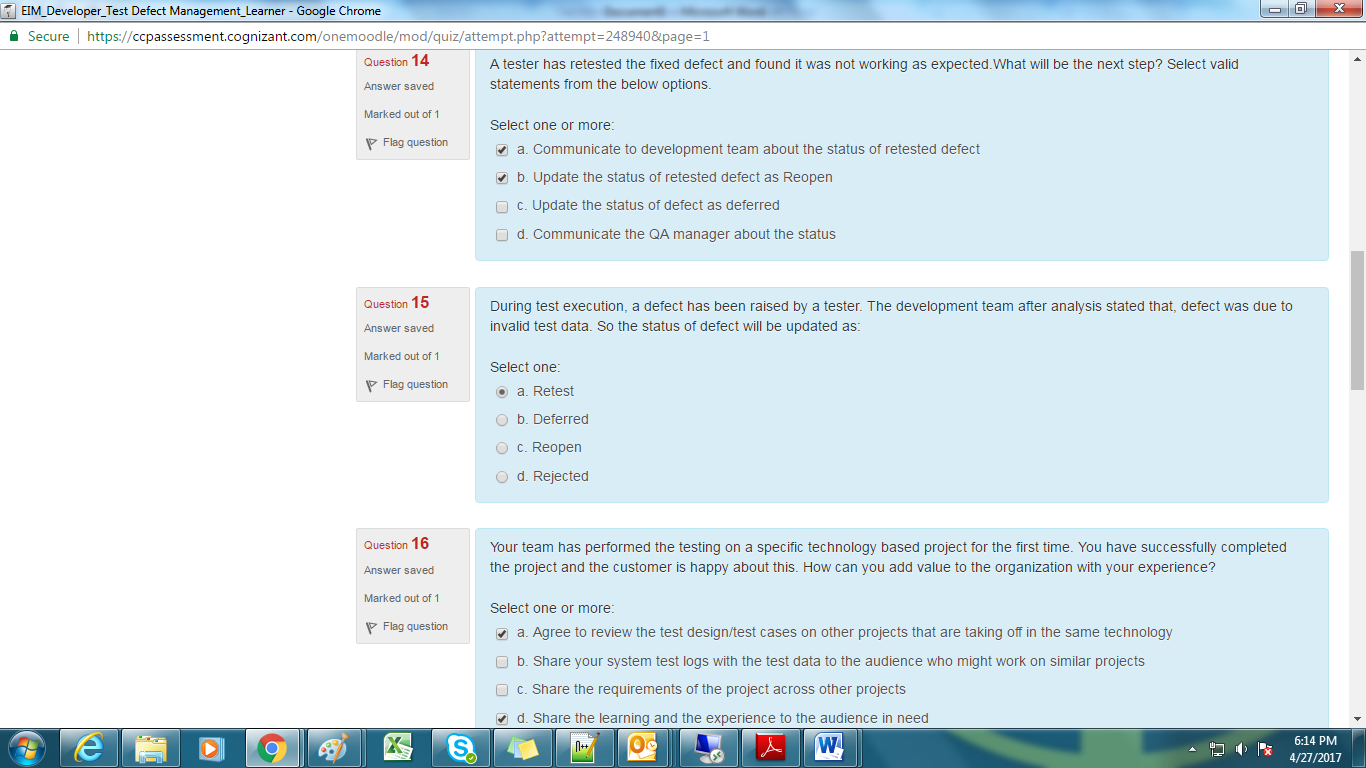 EIM_Developer_Test Defect Management_Learner - Google Chrome
Secure
https://ccpassessment.cognizant.com/onemoodle/mod/quiz/attempt.php?attempt=248940&page=1
Question 14
Answer saved
Marked out of 1
Flag question
A tester has retested the fixed defect and found it was not working as expected.What will be the next step? Select valid
statements from the below options.
Select one or more:
a. Communicate to development team about the status of retested defect
b. Update the status of retested defect as Reopen
c. Update the status of defect as deferred
d. Communicate the QA manager about the status
Question 15
Answer saved
Marked out of 1
Flag question
During test execution, a defect has been raised by a tester. The development team after analysis stated that, defect was due to
invalid test data. So the status of defect will be updated as:
Select one:
a. Retest
b. Deferred
c. Reopen
d. Rejected
Question 16
Answer saved
Marked out of 1
Flag question
Your team has performed the testing on a specific technology based project for the first time. You have successfully completed
the project and the customer is happy about this. How can you add value to the organization with your experience?
Select one or more:
a. Agree to review the test design/test cases on other projects that are taking off in the same technology
b. Share your system test logs with the test data to the audience who might work on similar projects
c. Share the requirements of the project across other projects
d. Share the learning and the experience to the audience in need
6:14 PM
4/27/2017